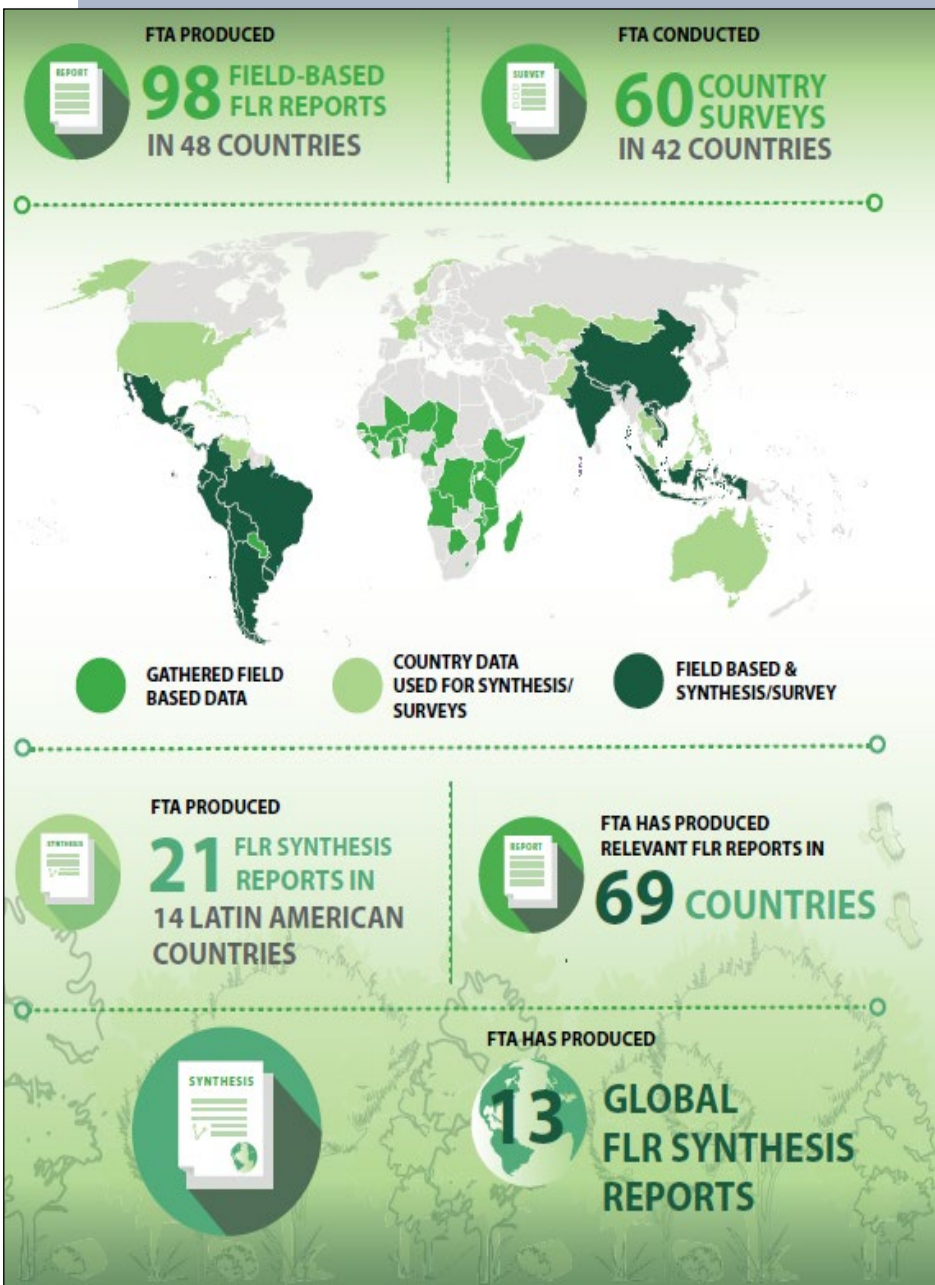 FTA PRODUCED
REPORT
98 FIELD-BASED
FLR REPORTS
IN 48 COUNTRIES
FTA CONDUCTED
SURVEY
60 COUNTRY
SURVEYS
IN 42 COUNTRIES
GATHERED FIELD
BASED DATA
COUNTRY DATA
USED FOR SYNTHESIS/
SURVEYS
FIELD BASED &
SYNTHESIS/SURVEY
FTA PRODUCED
SYNTHESIS
21 FLR SYNTHESIS
REPORTS IN
14 LATIN AMERICAN
COUNTRIES
FTA HAS PRODUCED
RELEVANT FLR REPORTS IN
REPORT
69 COUNTRIES
SYNTHESIS
FTA HAS PRODUCED
13 GLOBAL
FLR SYNTHESIS
REPORTS